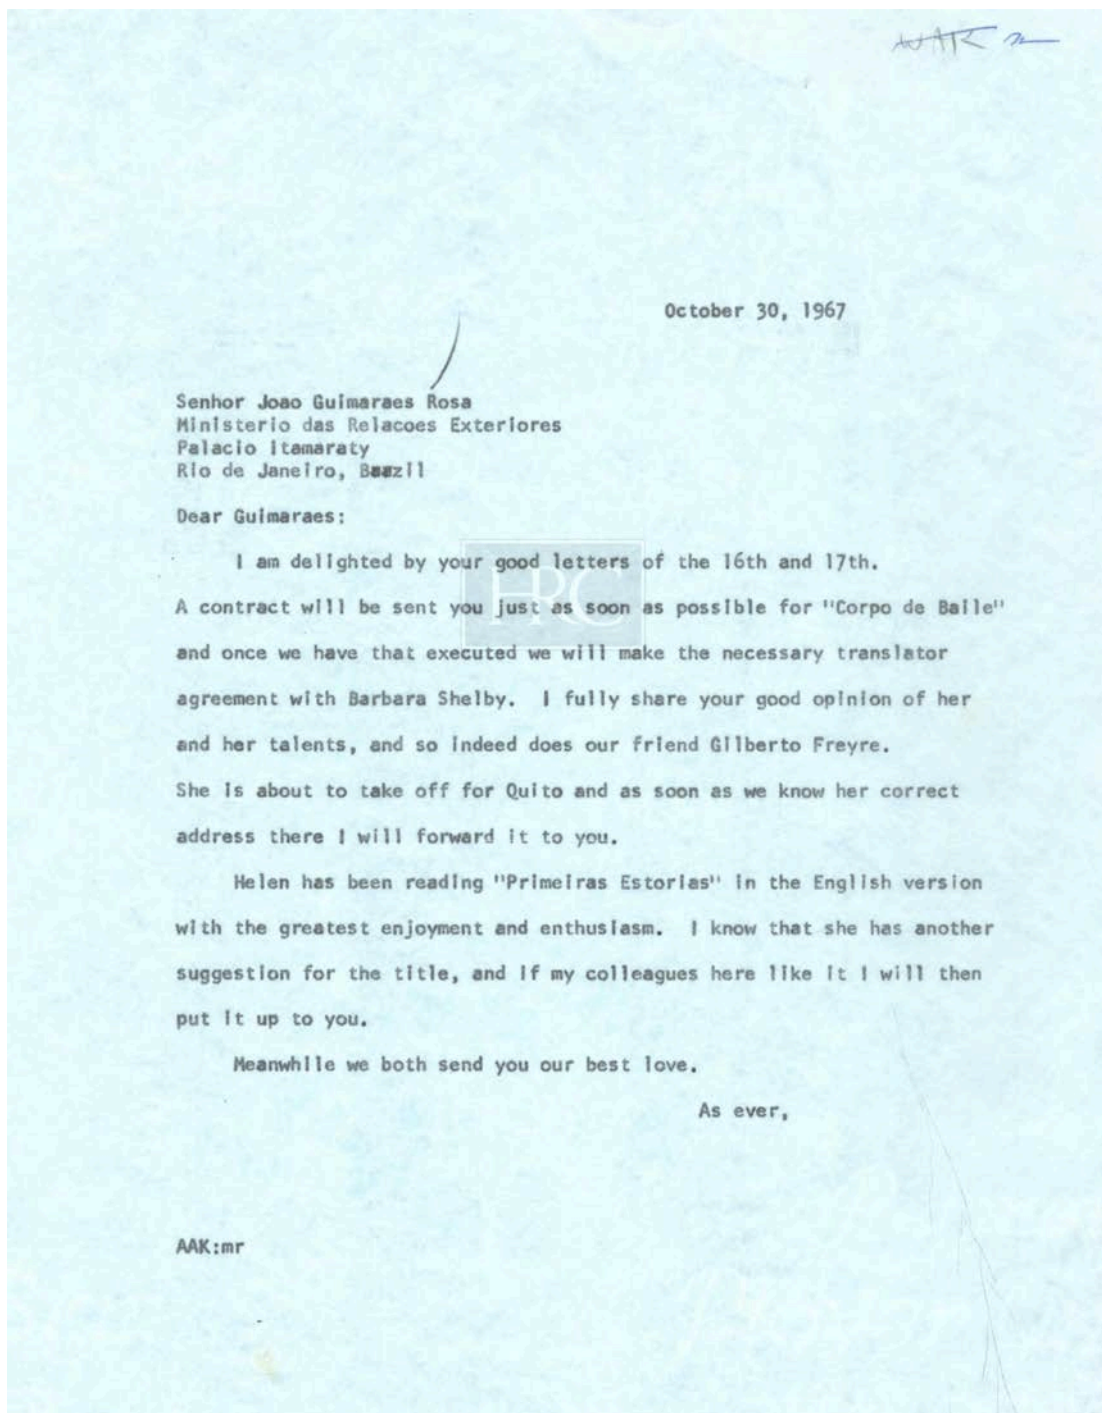 WAK
October 30, 1967
Senhor Joao Guimaraes Rosa
Ministerio das Relacoes Exteriores
Palacio Itamaraty
Rio de Janeiro, Brazil
Dear Guimaraes:
I am delighted by your good letters of the 16th and 17th.
HRC
A contract will be sent you just as soon as possible for "Corpo de Baile"
and once we have that executed we will make the necessary translator
agreement with Barbara Shelby. I fully share your good opinion of her
and her talents, and so indeed does our friend Gilberto Freyre.
She is about to take off for Quito and as soon as we know her correct
address there I will forward it to you.
Helen has been reading "Primeiras Estorias" in the English version
with the greatest enjoyment and enthusiasm. I know that she has another
suggestion for the title, and if my colleagues here like it I will then
put it up to you.
Meanwhile we both send you our best love.
As ever,
AAK:mr